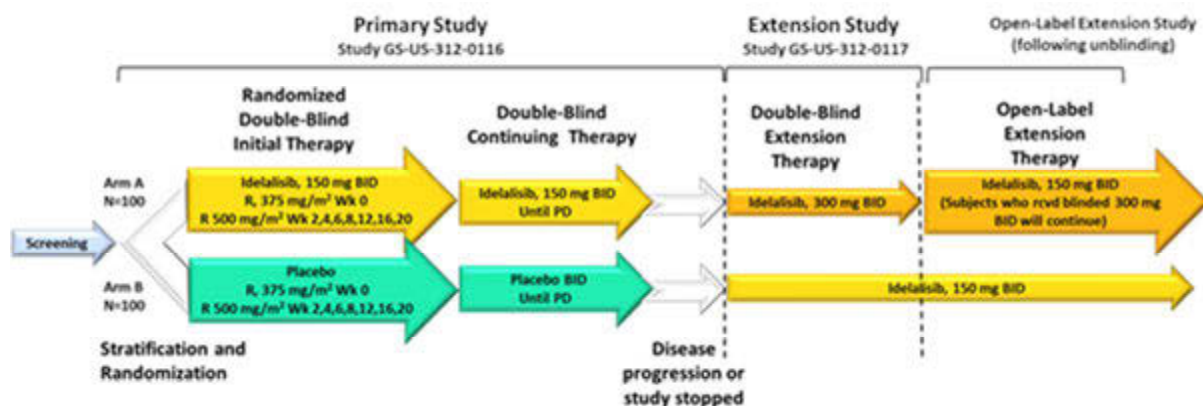 Primary Study
Study GS-US-312-0116
Extension Study
Study GS-US-312-0117
Open-Label Extension Study
(following unblinding)
Randomized
Double-Blind
Initial Therapy
Double-Blind
Continuing Therapy
Double-Blind
Extension
Therapy
Open-Label
Extension
Therapy
Screening
Arm A
N=100
Idelalisib, 150 mg BID
R, 375 mg/m² Wk 0
R 500 mg/m² Wk 2,4,6,8,12,16,20
Idelalisib, 150 mg BID
Until PD
Idelalisib, 300 mg BID
Idelalisib, 150 mg BID
(Subjects who rcvd blinded 300 mg
BID will continue)
Arm B
N=100
Placebo
R, 375 mg/m² Wk 0
R 500 mg/m² Wk 2,4,6,8,12,16,20
Placebo BID
Until PD
Idelalisib, 150 mg BID
Stratification and
Randomization
Disease
progression or
study stopped